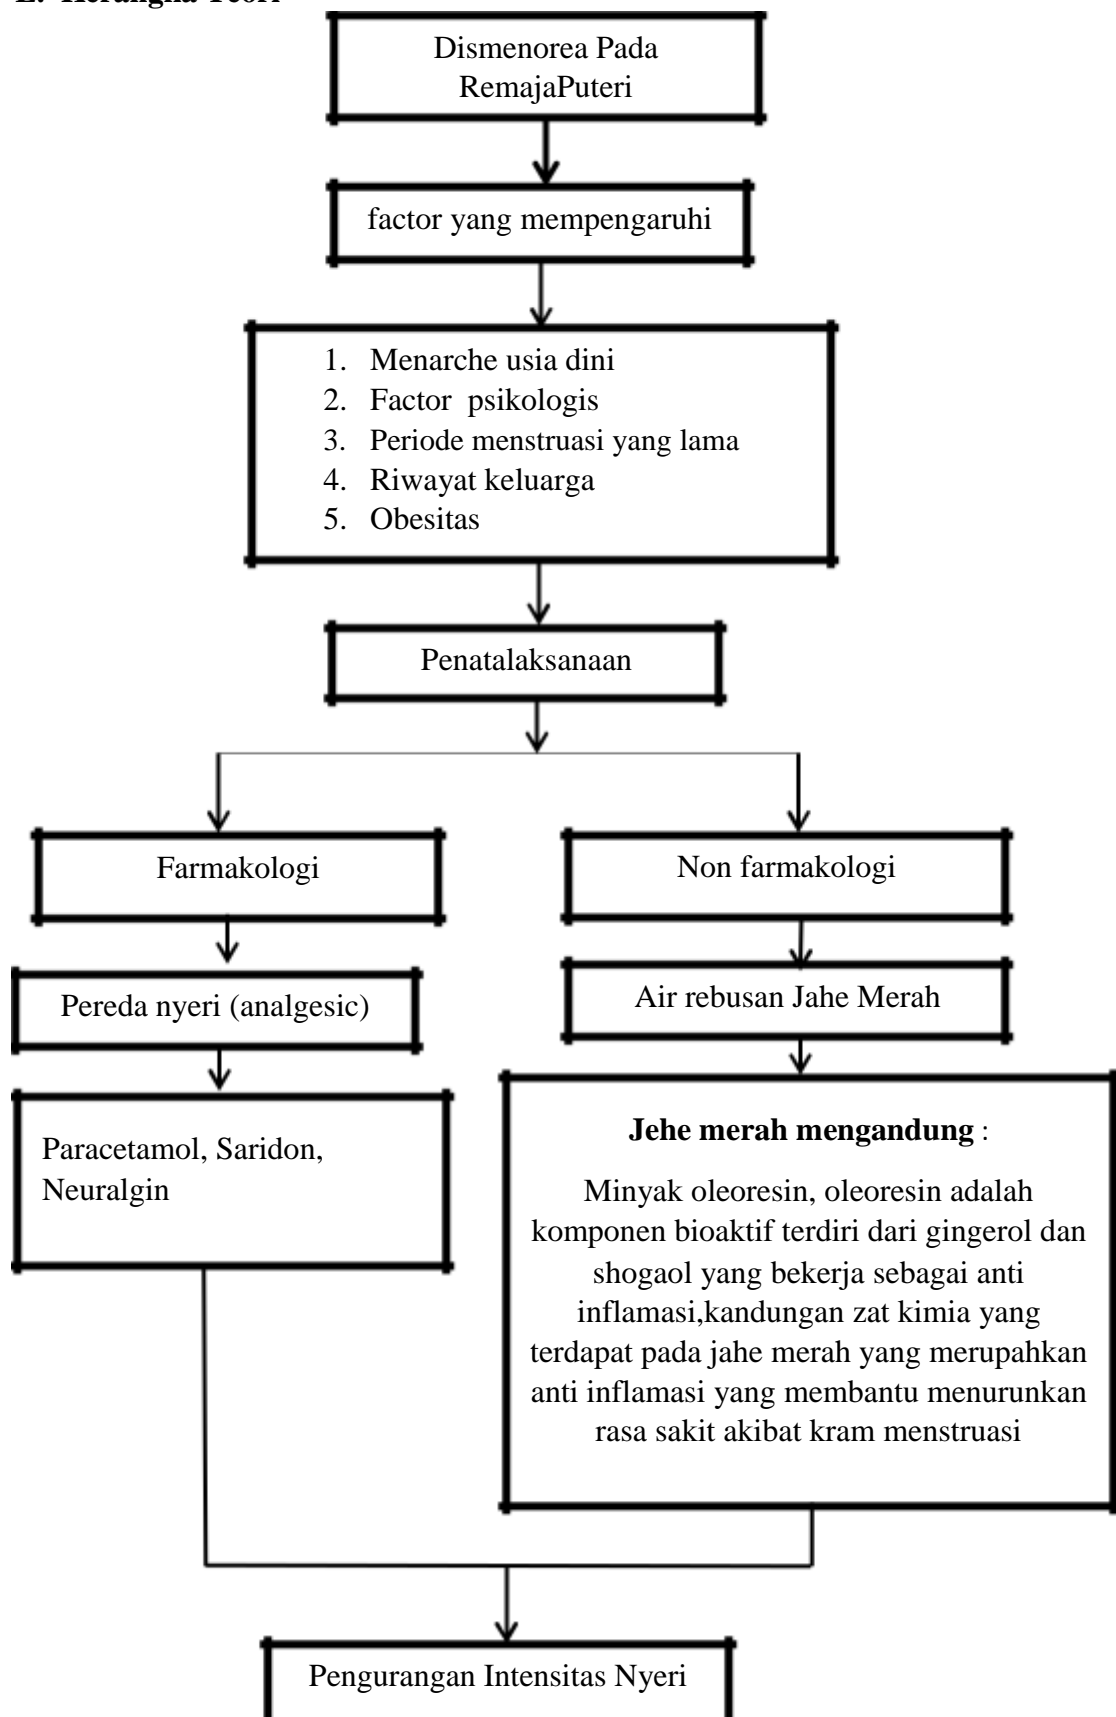 E. Kerangka Teori
Dismenorea Pada
RemajaPuteri
factor yang mempengaruhi
1. Menarche usia dini
2. Factor psikologis
3. Periode menstruasi yang lama
4. Riwayat keluarga
5. Obesitas
Penatalaksanaan
Farmakologi
Non farmakologi
Pereda nyeri (analgesic)
Air rebusan Jahe Merah
Paracetamol, Saridon,
Neuralgin
Jehe merah mengandung :
Minyak oleoresin, oleoresin adalah
komponen bioaktif terdiri dari gingerol dan
shogaol yang bekerja sebagai anti
inflamasi,kandungan zat kimia yang
terdapat pada jahe merah yang merupahkan
anti inflamasi yang membantu menurunkan
rasa sakit akibat kram menstruasi
Pengurangan Intensitas Nyeri